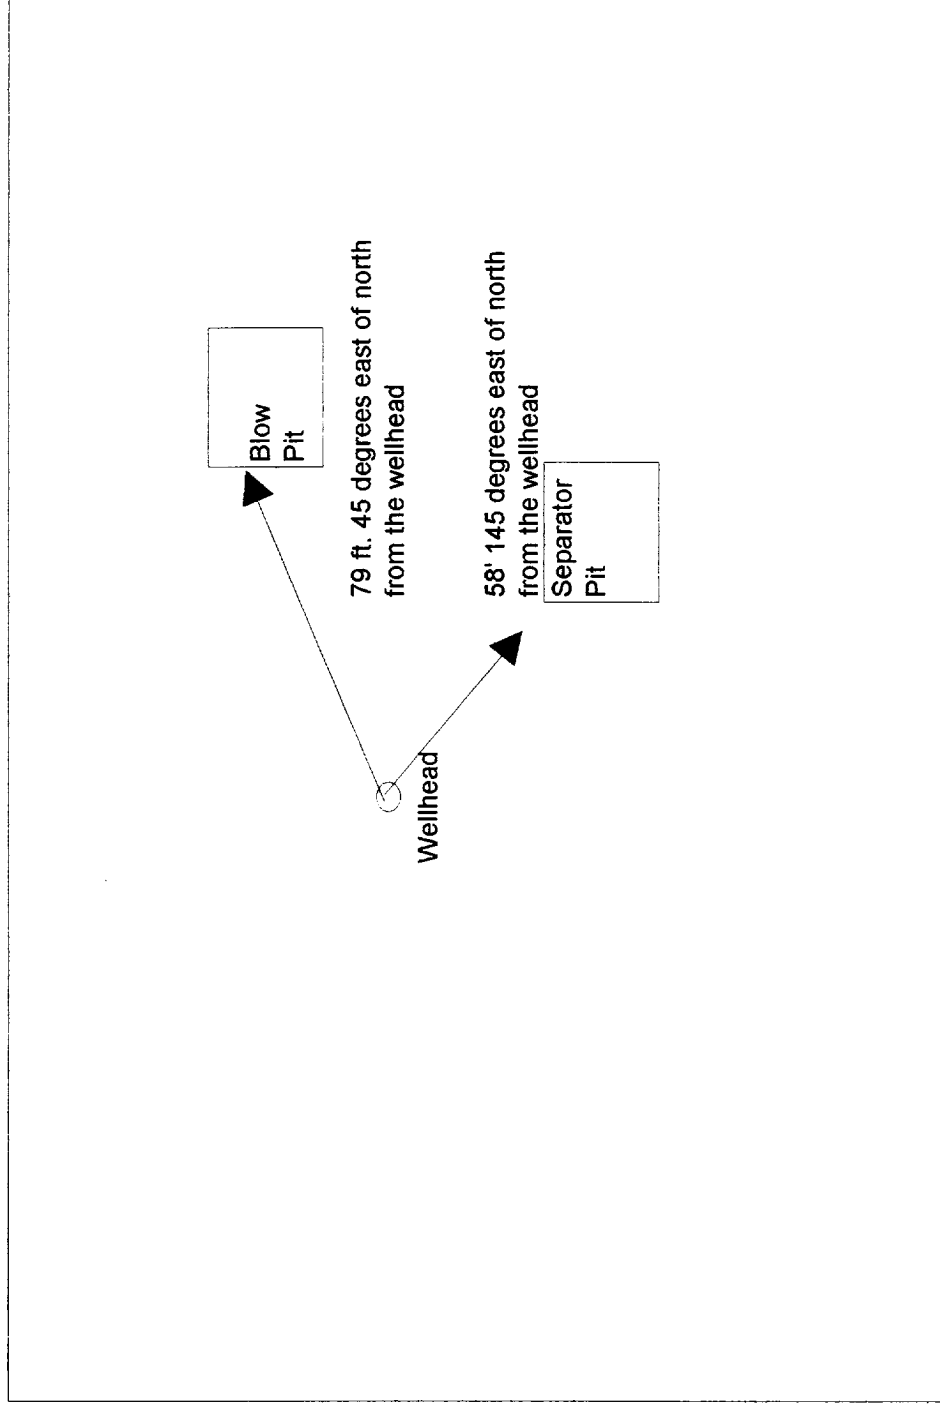 Blow
Pit
79 ft. 45 degrees east of north
from the wellhead
58' 145 degrees east of north
from the wellhead
Separator
Pit
Wellhead